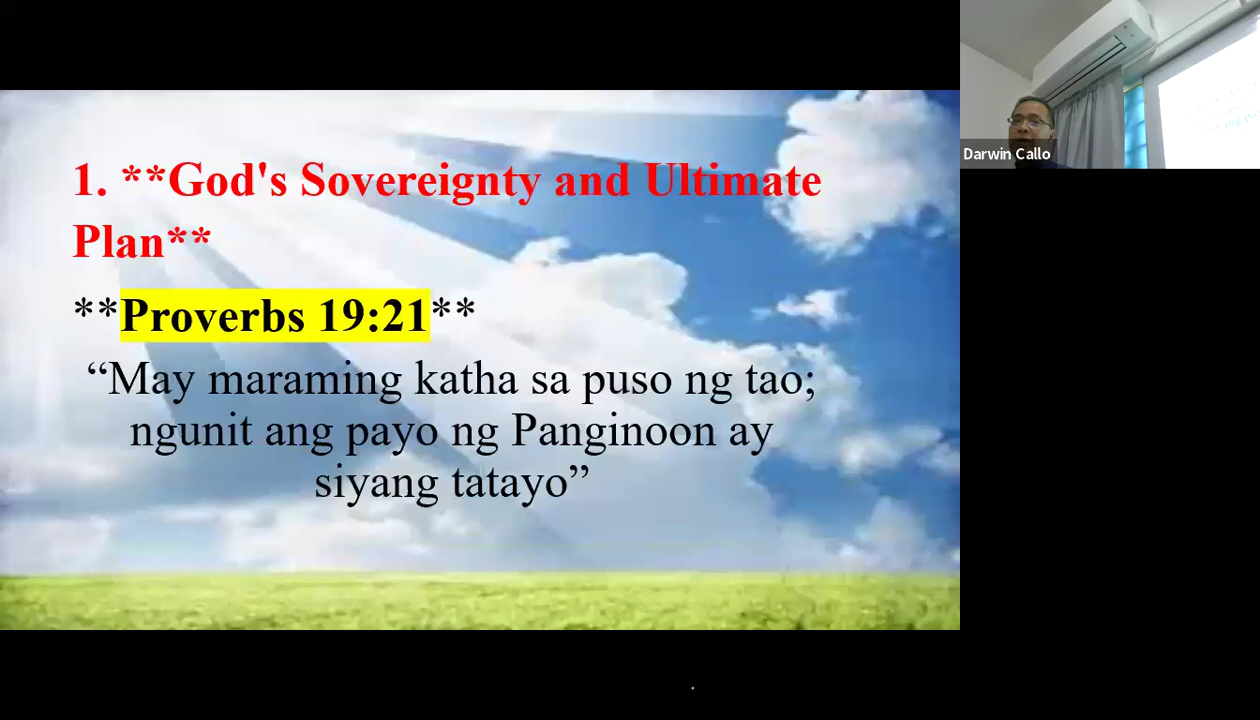 1. **God's Sovereignty and Ultimate
Plan**
**Proverbs 19:21**
“May maraming katha sa puso ng tao;
ngunit ang payo ng Panginoon ay
siyang tatayo”
Darwin Callo